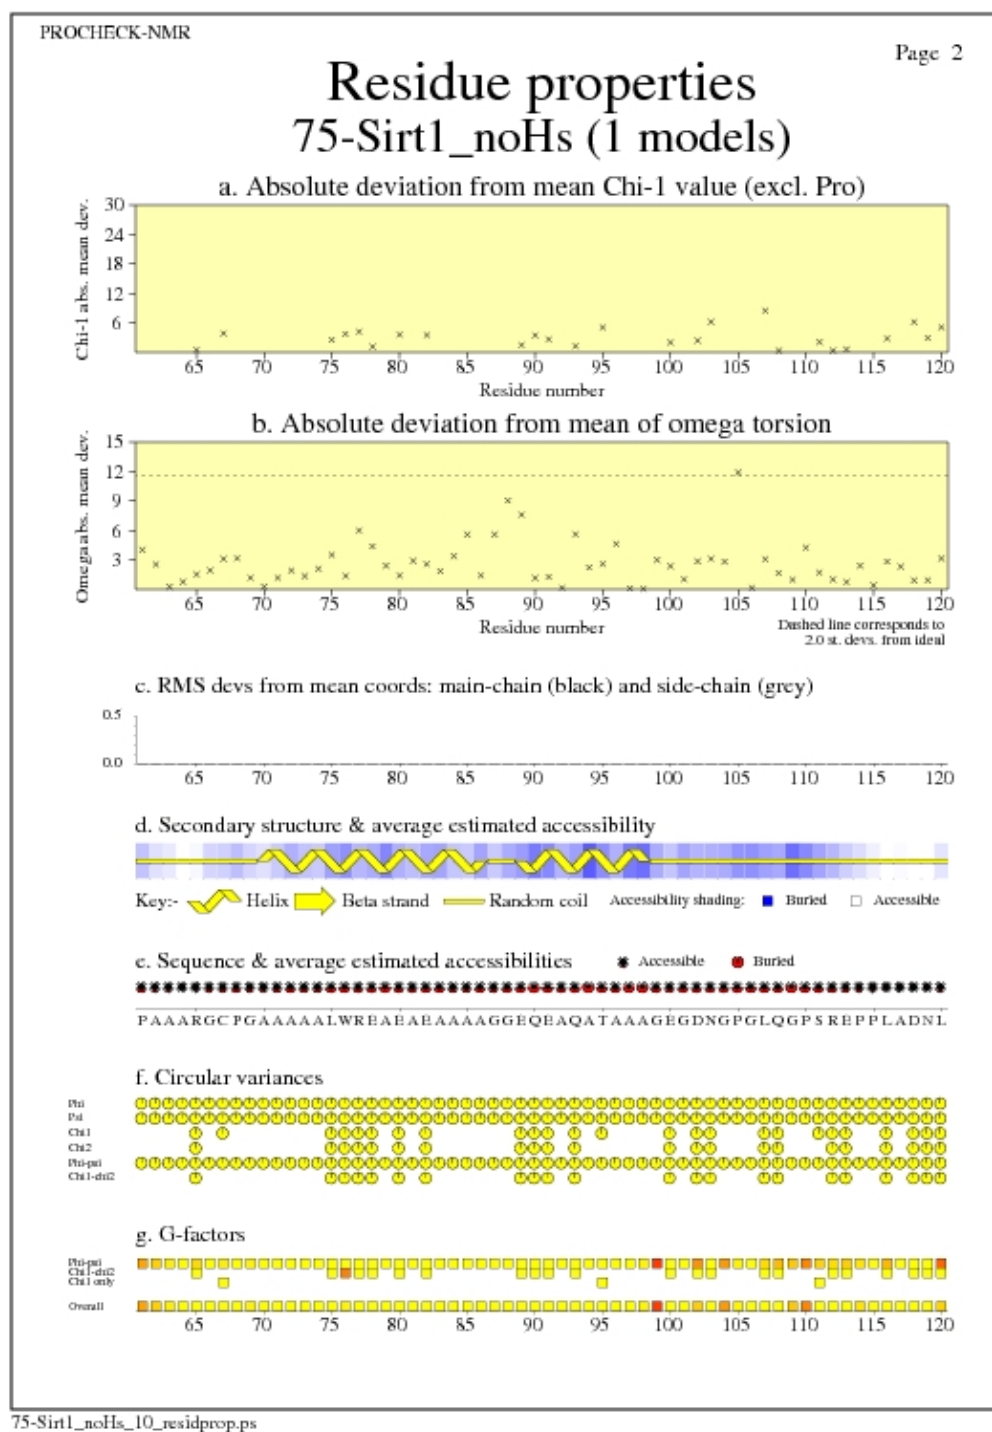 PROCHECK-NMR
Page 2
Residue properties
75-Sirt1_noHs (1 models)
a. Absolute deviation from mean Chi-1 value (excl. Pro)
Chi-1 abs. mean dev.
30
24
18
12
6
65 70 75 80 85 90 95 100 105 110 115 120
Residue number
b. Absolute deviation from mean of omega torsion
Omega abs. mean dev.
15
12
9
6
3
65 70 75 80 85 90 95 100 105 110 115 120
Residue number
Dashed line corresponds to
2.0 st. devs. from ideal
c. RMS devs from mean coords: main-chain (black) and side-chain (grey)
0.5
0.0
65 70 75 80 85 90 95 100 105 110 115 120
d. Secondary structure & average estimated accessibility
Key:- Helix Beta strand Random coil Accessibility shading: Buried Accessible
e. Sequence & average estimated accessibilities Accessible Buried
P A A A R G C P G A A A A A L W R E A E A E A A A A G G E Q E A Q A T A A A G E G D N G P G L Q G P S R E P P L A D N L
f. Circular variances
Phi
Psi
Chi1
Chi2
Phi-psi
Chi1-chi2
g. G-factors
Phi-psi
Chi1-chi2
Chi1 only
Overall
65 70 75 80 85 90 95 100 105 110 115 120
75-Sirt1_noHs_10_residprop.ps